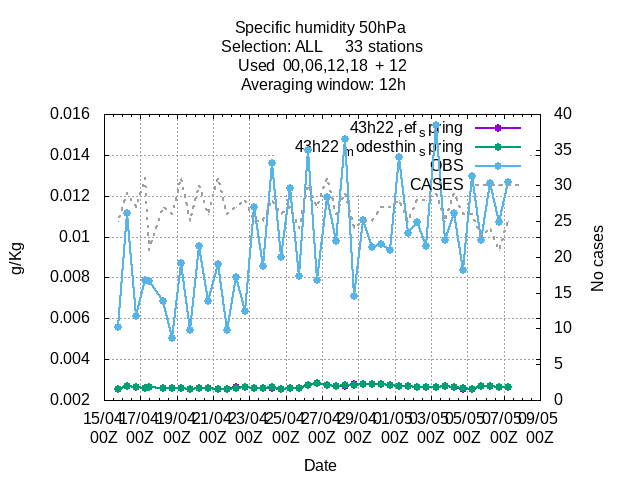 Specific humidity 50hPa
Selection: ALL 33 stations
Used 00,06,12,18 + 12
Averaging window: 12h
43h22 ref spring
43h22 modesthin spring
OBS
CASES
0.016
0.014
0.012
0.01
0.008
0.006
0.004
0.002
g/Kg
40
35
30
25
20
15
10
5
0
No cases
15/04 17/04 19/04 21/04 23/04 25/04 27/04 29/04 01/05 03/05 05/05 07/05 09/05
00Z 00Z 00Z 00Z 00Z 00Z 00Z 00Z 00Z 00Z 00Z 00Z 00Z
Date